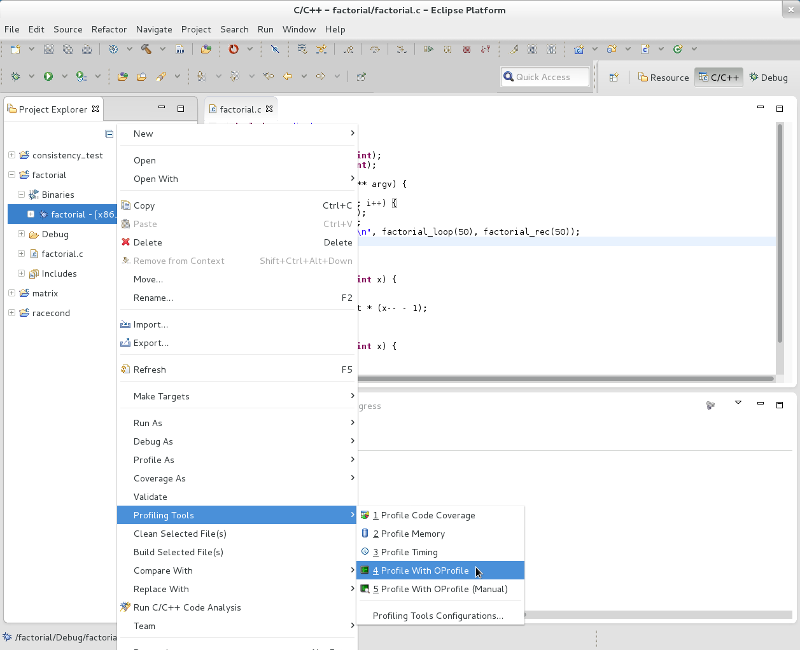 C/C++ - factorial/factorial.c - Eclipse Platform
File Edit Source Refactor Navigate Project Search Run Window Help
Quick Access
Resource
C/C++
Debug
Project Explorer
factorial.c
consistency_test
factorial
Binaries
factorial - [x86.
Debug
factorial.c
Includes
matrix
racecond
New
Open
Open With
Copy Ctrl+C
Paste Ctrl+V
Delete Delete
Remove from Context Shift+Ctrl+Alt+Down
Move...
Rename... F2
Import...
Export...
Refresh F5
Make Targets
Run As
Debug As
Profile As
Coverage As
Validate
Profiling Tools
Clean Selected File(s)
Build Selected File(s)
Compare With
Replace With
Run C/C++ Code Analysis
Team
int);
nt);
** argv) {
; i++) {
);
;
\n", factorial_loop(50), factorial_rec(50));
int x) {
t * (x-- - 1);
int x) {
gress
1 Profile Code Coverage
2 Profile Memory
3 Profile Timing
4 Profile With OProfile
5 Profile With OProfile (Manual)
Profiling Tools Configurations...
/factorial/Debug/factoria